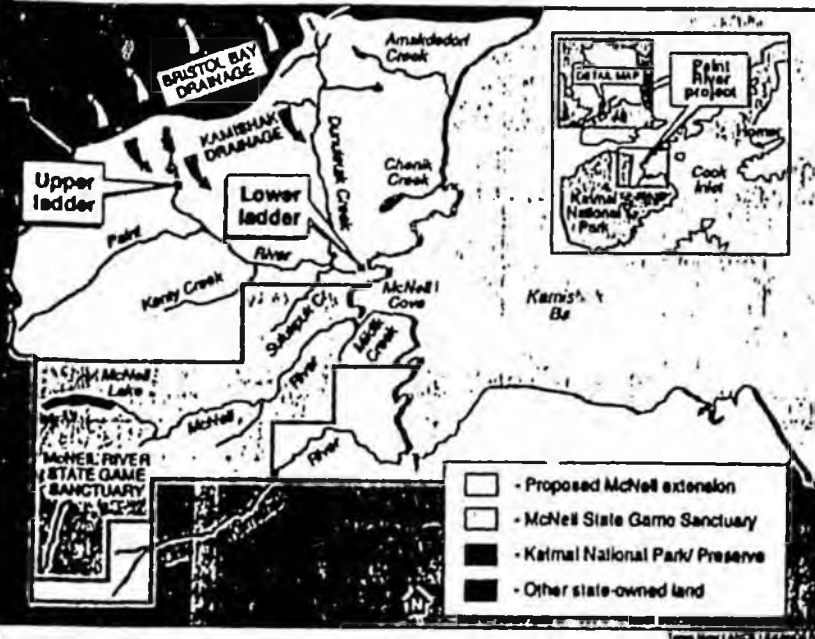 BRISTOL BAY
DRAINAGE
Amakdedori
Creek
KAMISHAK
DRAINAGE
Creek
Chenik
Creek
Upper
ladder
Lower
ladder
Paint
River
Kenty Creek
McNeil
Cove
River
Creek
McNeil
Lake
McNeil
River
McNEIL RIVER
STATE GAME
SANCTUARY
DETAIL MAP
Paint
River
project
Homer
Cook
Inlet
Katmai
National
Park
- Proposed McNeil extension
- McNeil State Game Sanctuary
- Katmai National Park/ Preserve
- Other state-owned land
N